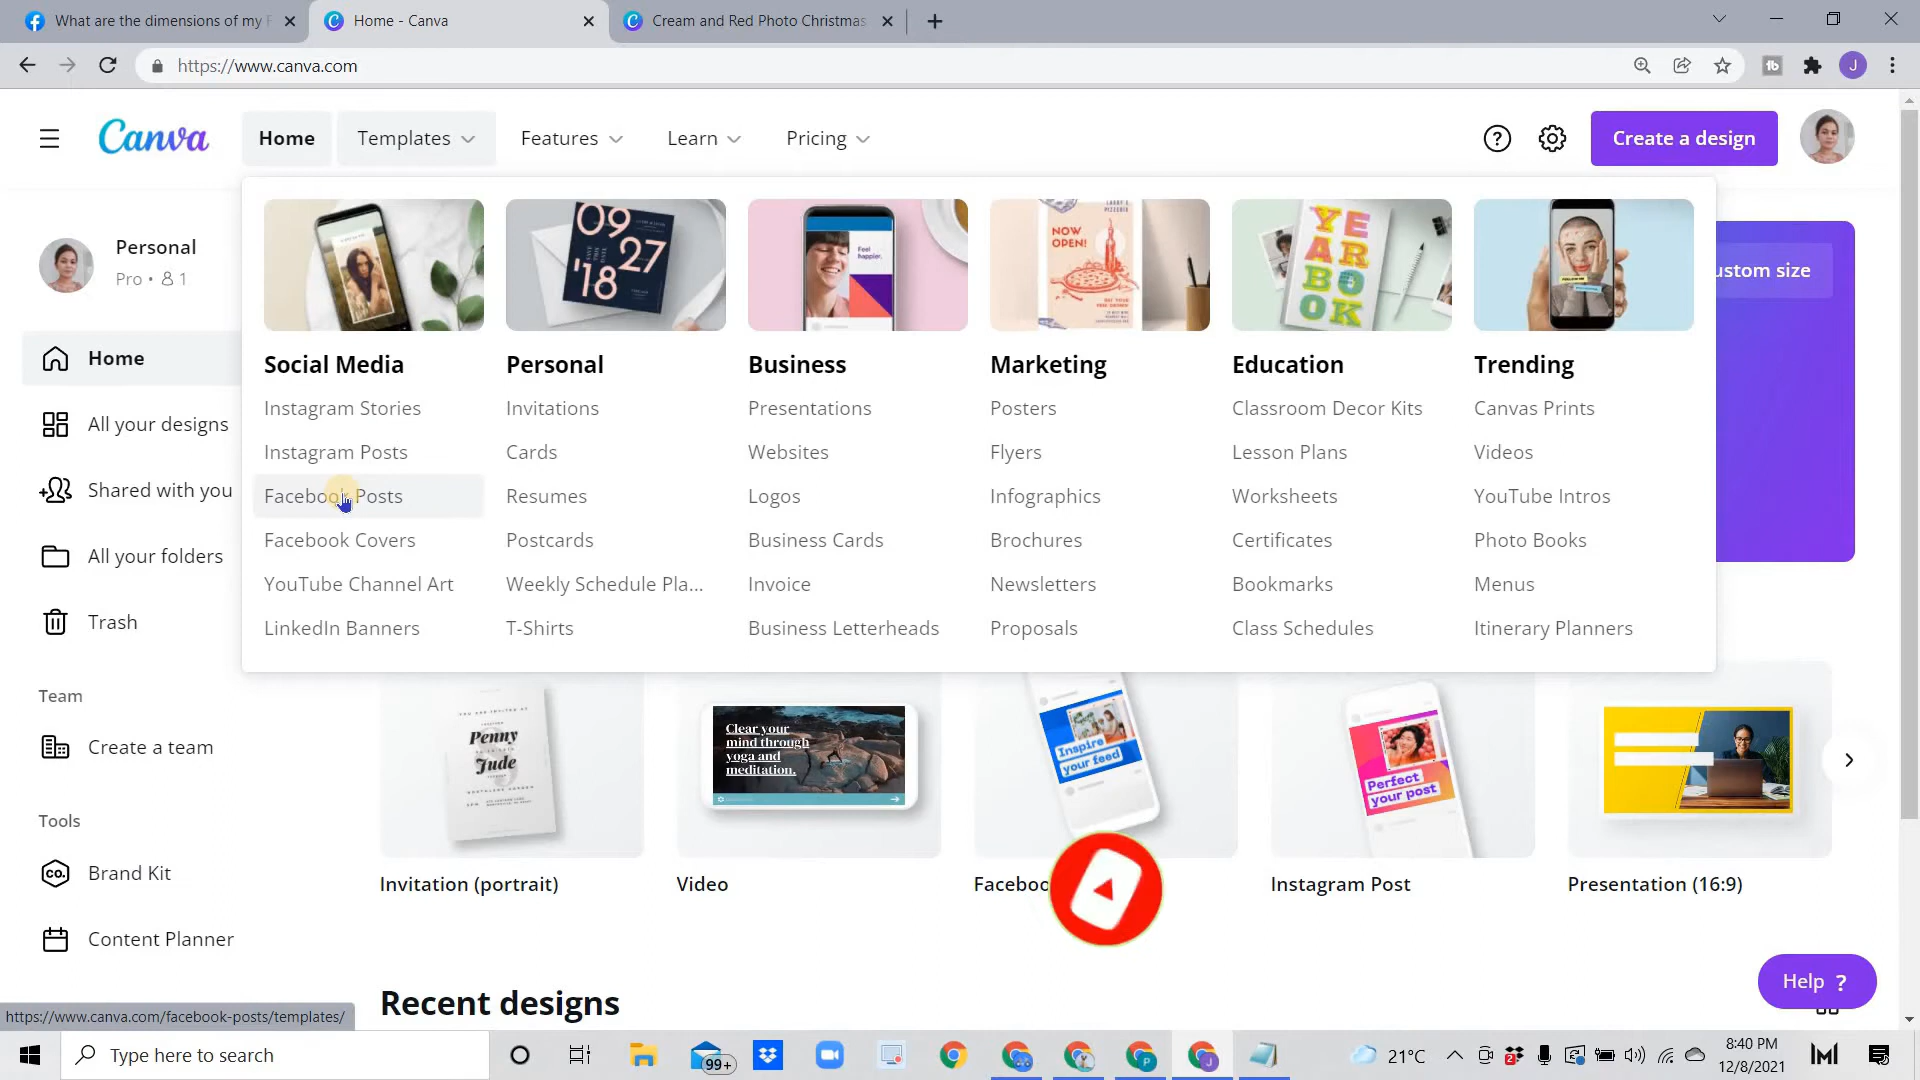 What are the dimensions of my F
Home - Canva
Cream and Red Photo Christmas
https://www.canva.com
tb
J
Canva
Home
Templates
Features
Learn
Pricing
Create a design
Personal
Pro • 1
Home
All your designs
Shared with you
All your folders
Trash
Team
Create a team
Tools
Brand Kit
Content Planner
09
27
'18
Feel
happier.
NOW
OPEN!
YEARBOOK
Social Media
Instagram Stories
Instagram Posts
Facebook Posts
Facebook Covers
YouTube Channel Art
LinkedIn Banners
Personal
Invitations
Cards
Resumes
Postcards
Weekly Schedule Pla...
T-Shirts
Business
Presentations
Websites
Logos
Business Cards
Invoice
Business Letterheads
Marketing
Posters
Flyers
Infographics
Brochures
Newsletters
Proposals
Education
Classroom Decor Kits
Lesson Plans
Worksheets
Certificates
Bookmarks
Class Schedules
Trending
Canvas Prints
Videos
YouTube Intros
Photo Books
Menus
Itinerary Planners
ustom size
Penny
Jude
Clear your
mind through
yoga and
meditation.
Inspire
your feed
Perfect
your post
Invitation (portrait)
Video
Faceboo
Instagram Post
Presentation (16:9)
co.
Recent designs
Help ?
https://www.canva.com/facebook-posts/templates/
Type here to search
99+
P
J
21°C
2
8:40 PM
12/8/2021